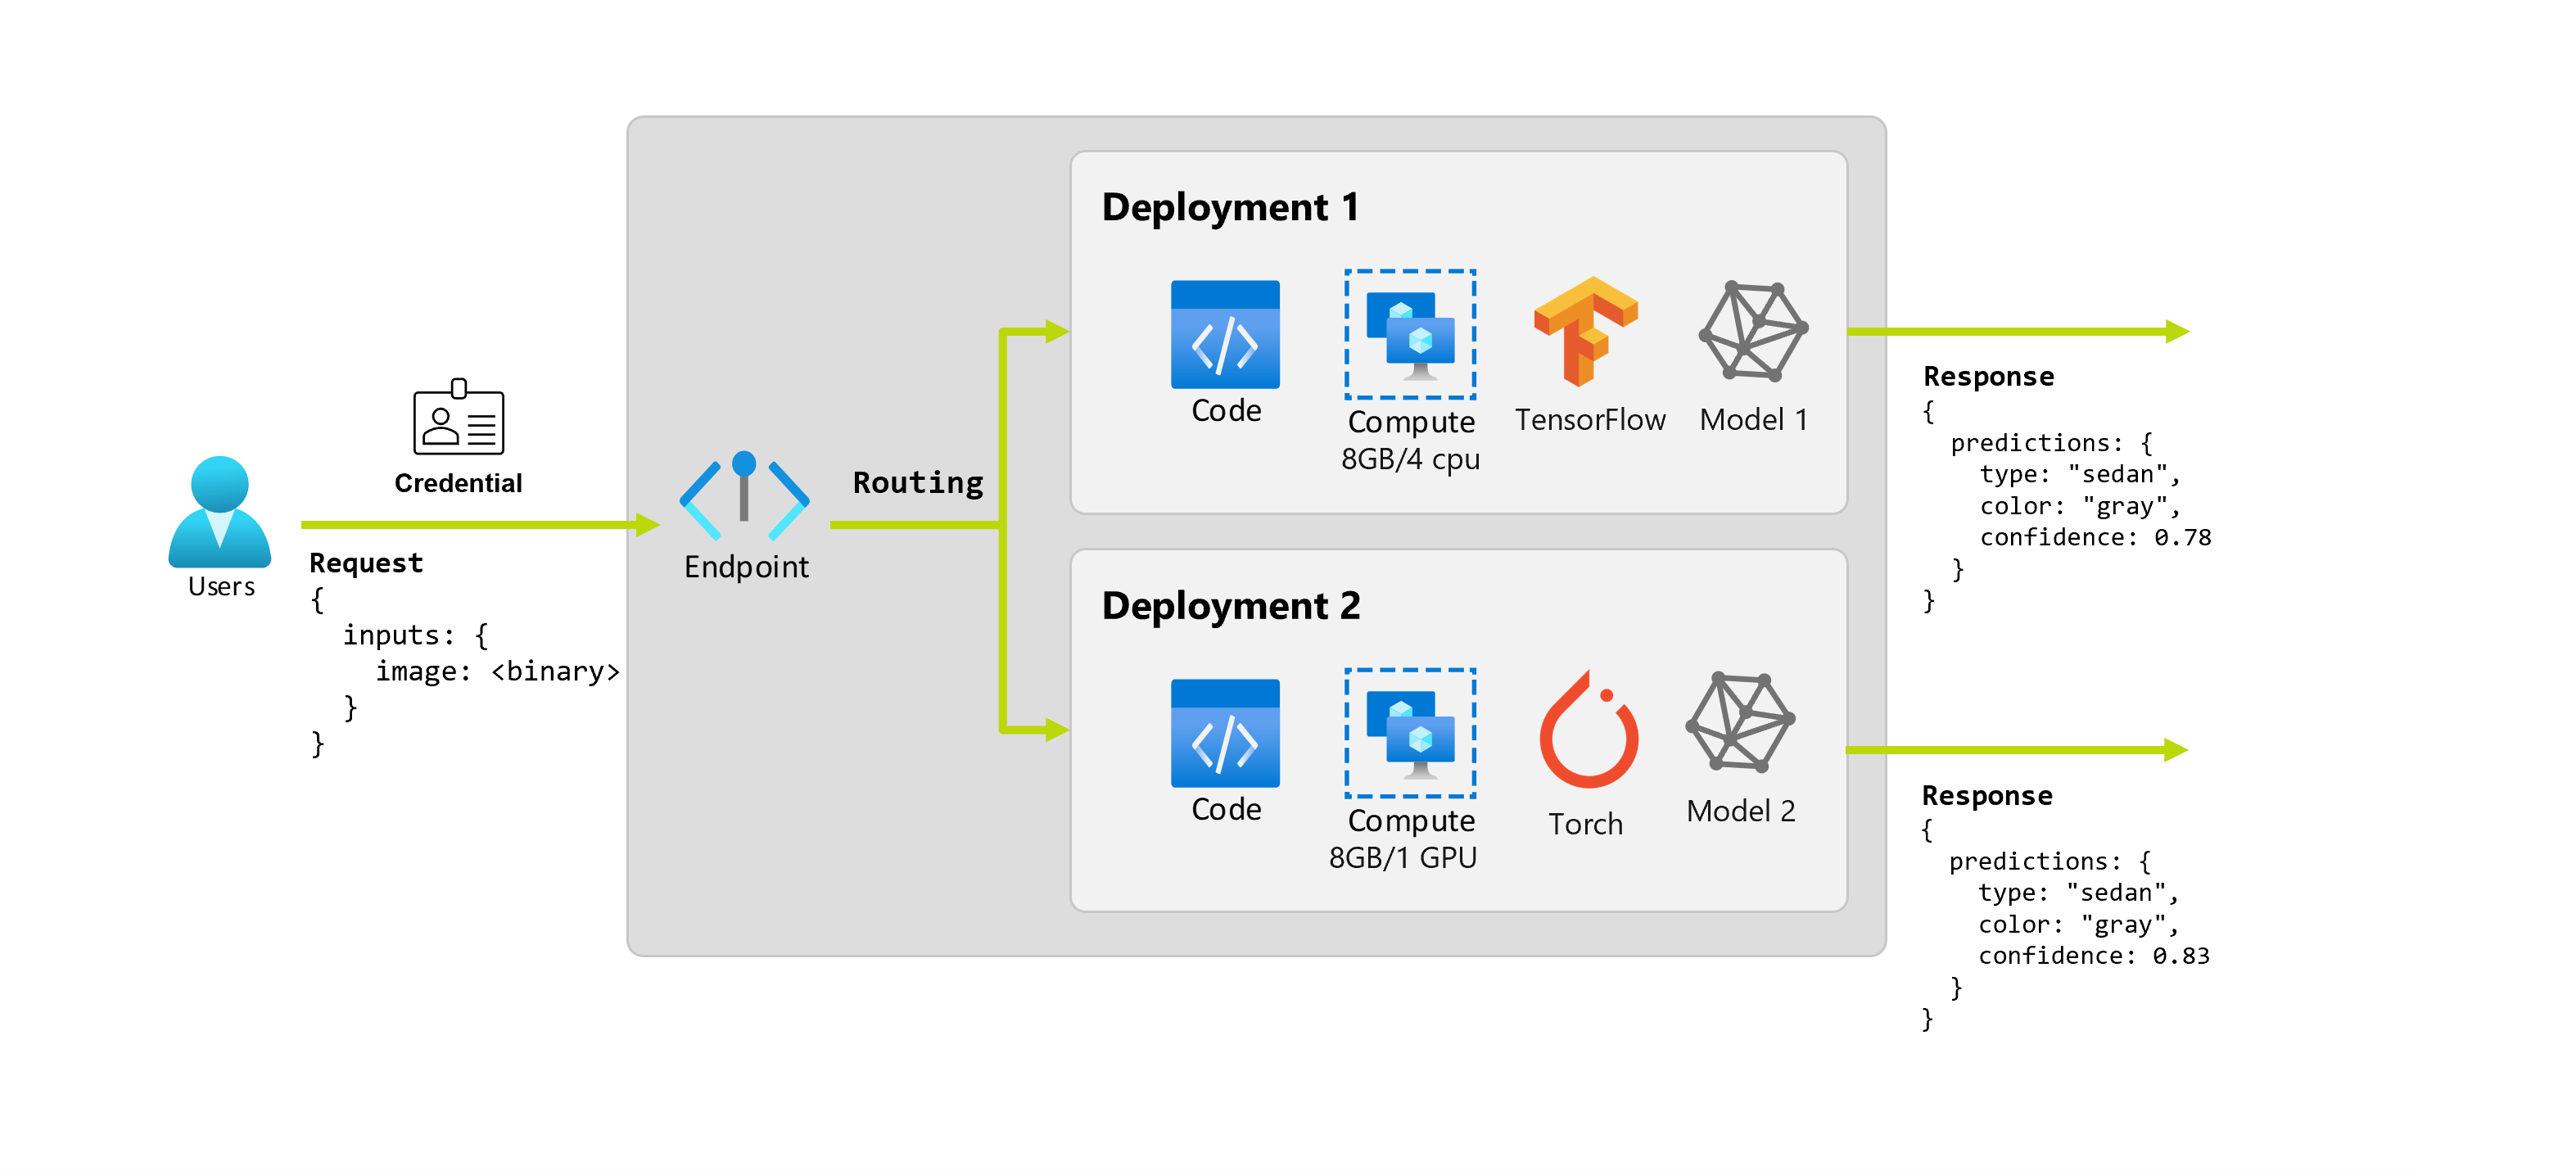 Users
Credential
Request
{
  inputs: {
    image: <binary>
  }
}
Endpoint
Routing
Deployment 1
Code
Compute
8GB/4 cpu
TensorFlow
Model 1
Deployment 2
Code
Compute
8GB/1 GPU
Torch
Model 2
Response
{
  predictions: {
    type: "sedan",
    color: "gray",
    confidence: 0.78
  }
}
Response
{
  predictions: {
    type: "sedan",
    color: "gray",
    confidence: 0.83
  }
}